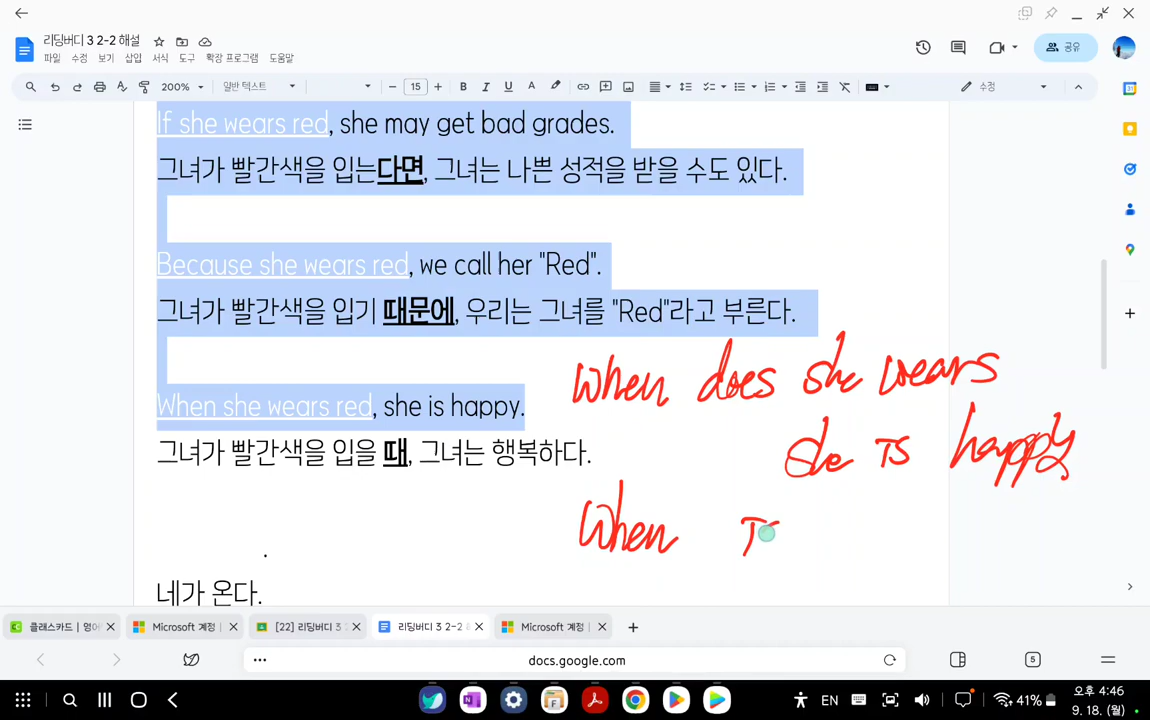 리딩버디 3 2-2 해설
파일 수정 보기 삽입 서식 도구 확장 프로그램 도움말
공유
200% 일반 텍스트 15 수정
If she wears red, she may get bad grades.
그녀가 빨간색을 입는다면, 그녀는 나쁜 성적을 받을 수도 있다.
Because she wears red, we call her "Red".
그녀가 빨간색을 입기 때문에, 우리는 그녀를 "Red"라고 부른다.
When does she wears
When she wears red, she is happy.
she is happy
그녀가 빨간색을 입을 때, 그녀는 행복하다.
When
.
네가 온다.
플래스카드 | 영어 Microsoft 계정 | [22] 리딩버디 3 리딩버디 3 2-2 Microsoft 계정 |
docs.google.com 5
EN 41% 오후 4:46
9. 18. (월)